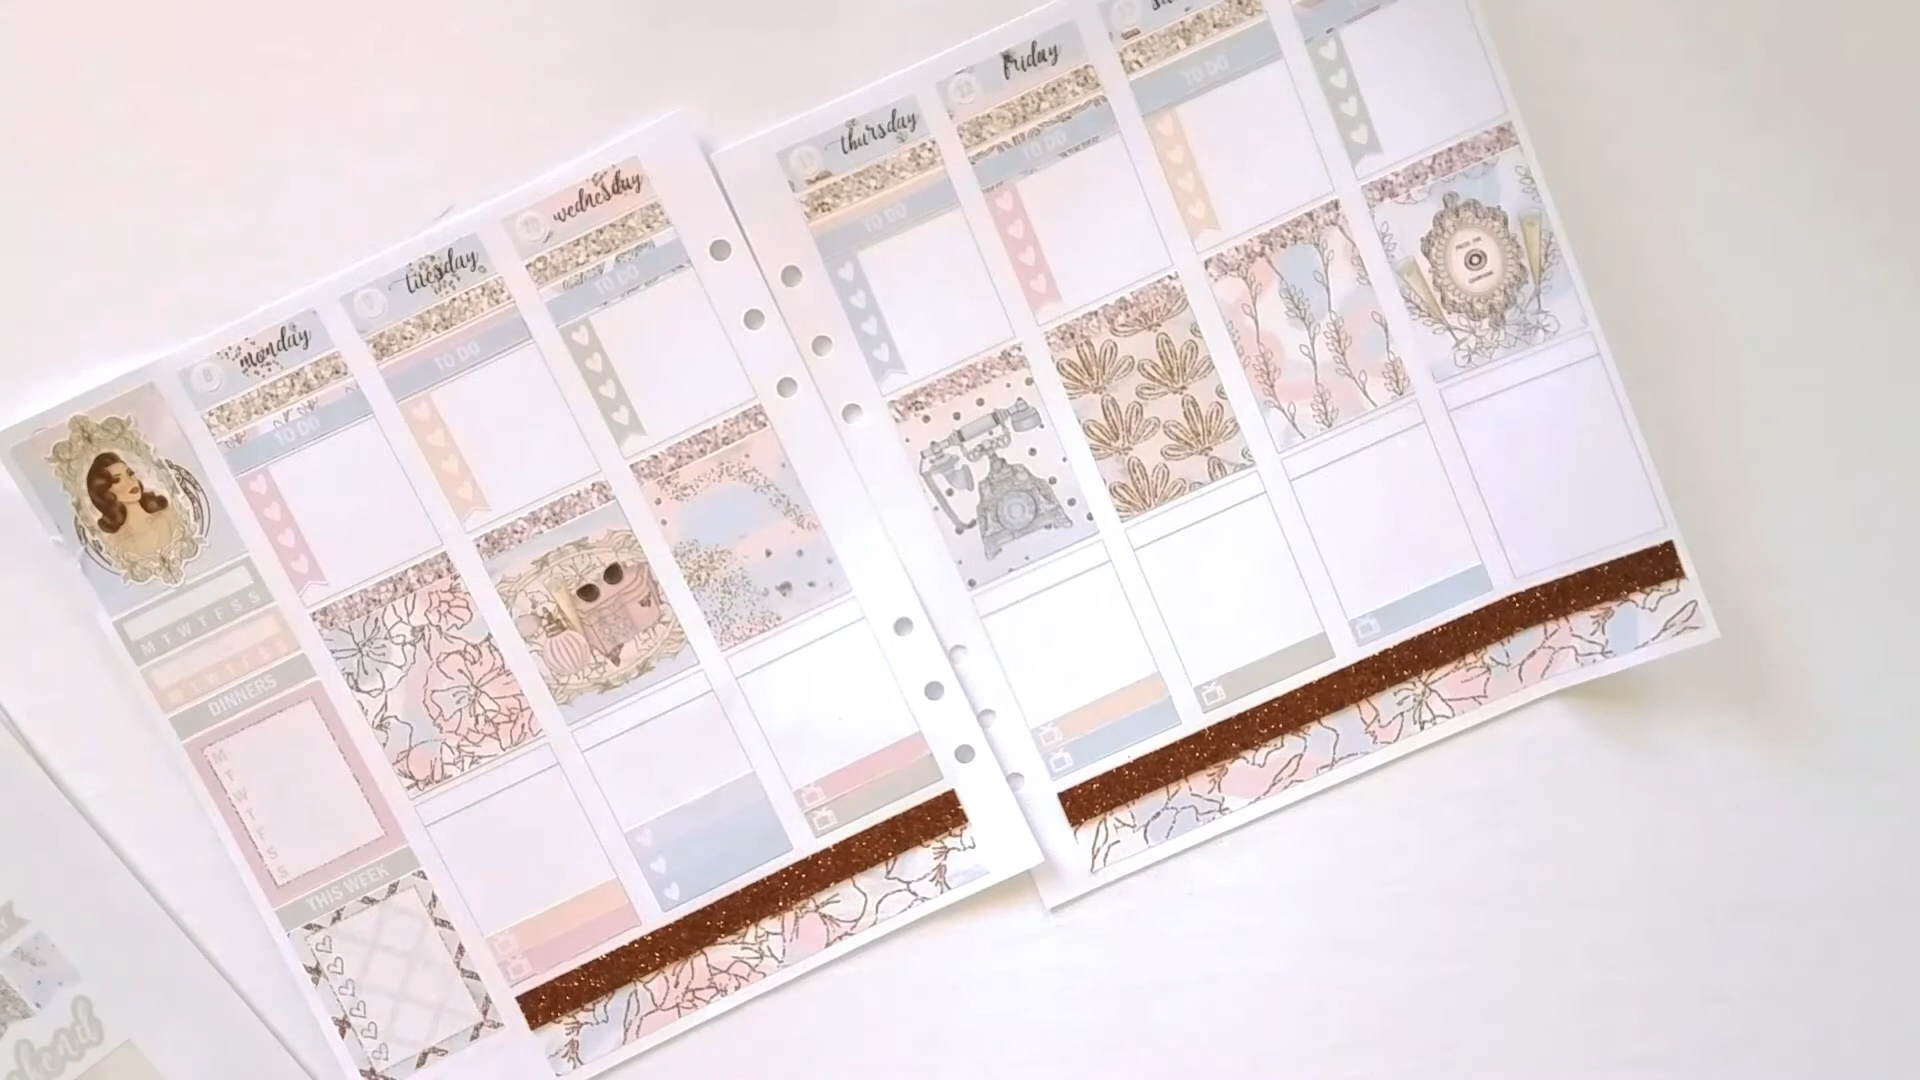 monday
TO DO
tuesday
TO DO
wednesday
TO DO
thursday
TO DO
friday
TO DO
TO DO
M T W T F S S
M T W T F S S
DINNERS
M
T
W
T
F
S
S
THIS WEEK